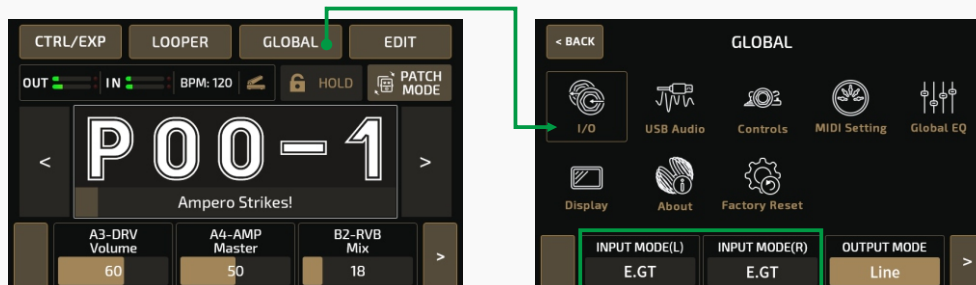 CTRL/EXP LOOPER GLOBAL EDIT
OUT IN BPM: 120 HOLD PATCH MODE
< P00-1 >
Ampero Strikes!
A3-DRV Volume A4-AMP Master B2-RVB Mix >
60 50 18
< BACK GLOBAL
I/O USB Audio Controls MIDI Setting Global EQ
Display About Factory Reset
INPUT MODE(L) INPUT MODE(R) OUTPUT MODE >
E.GT E.GT Line